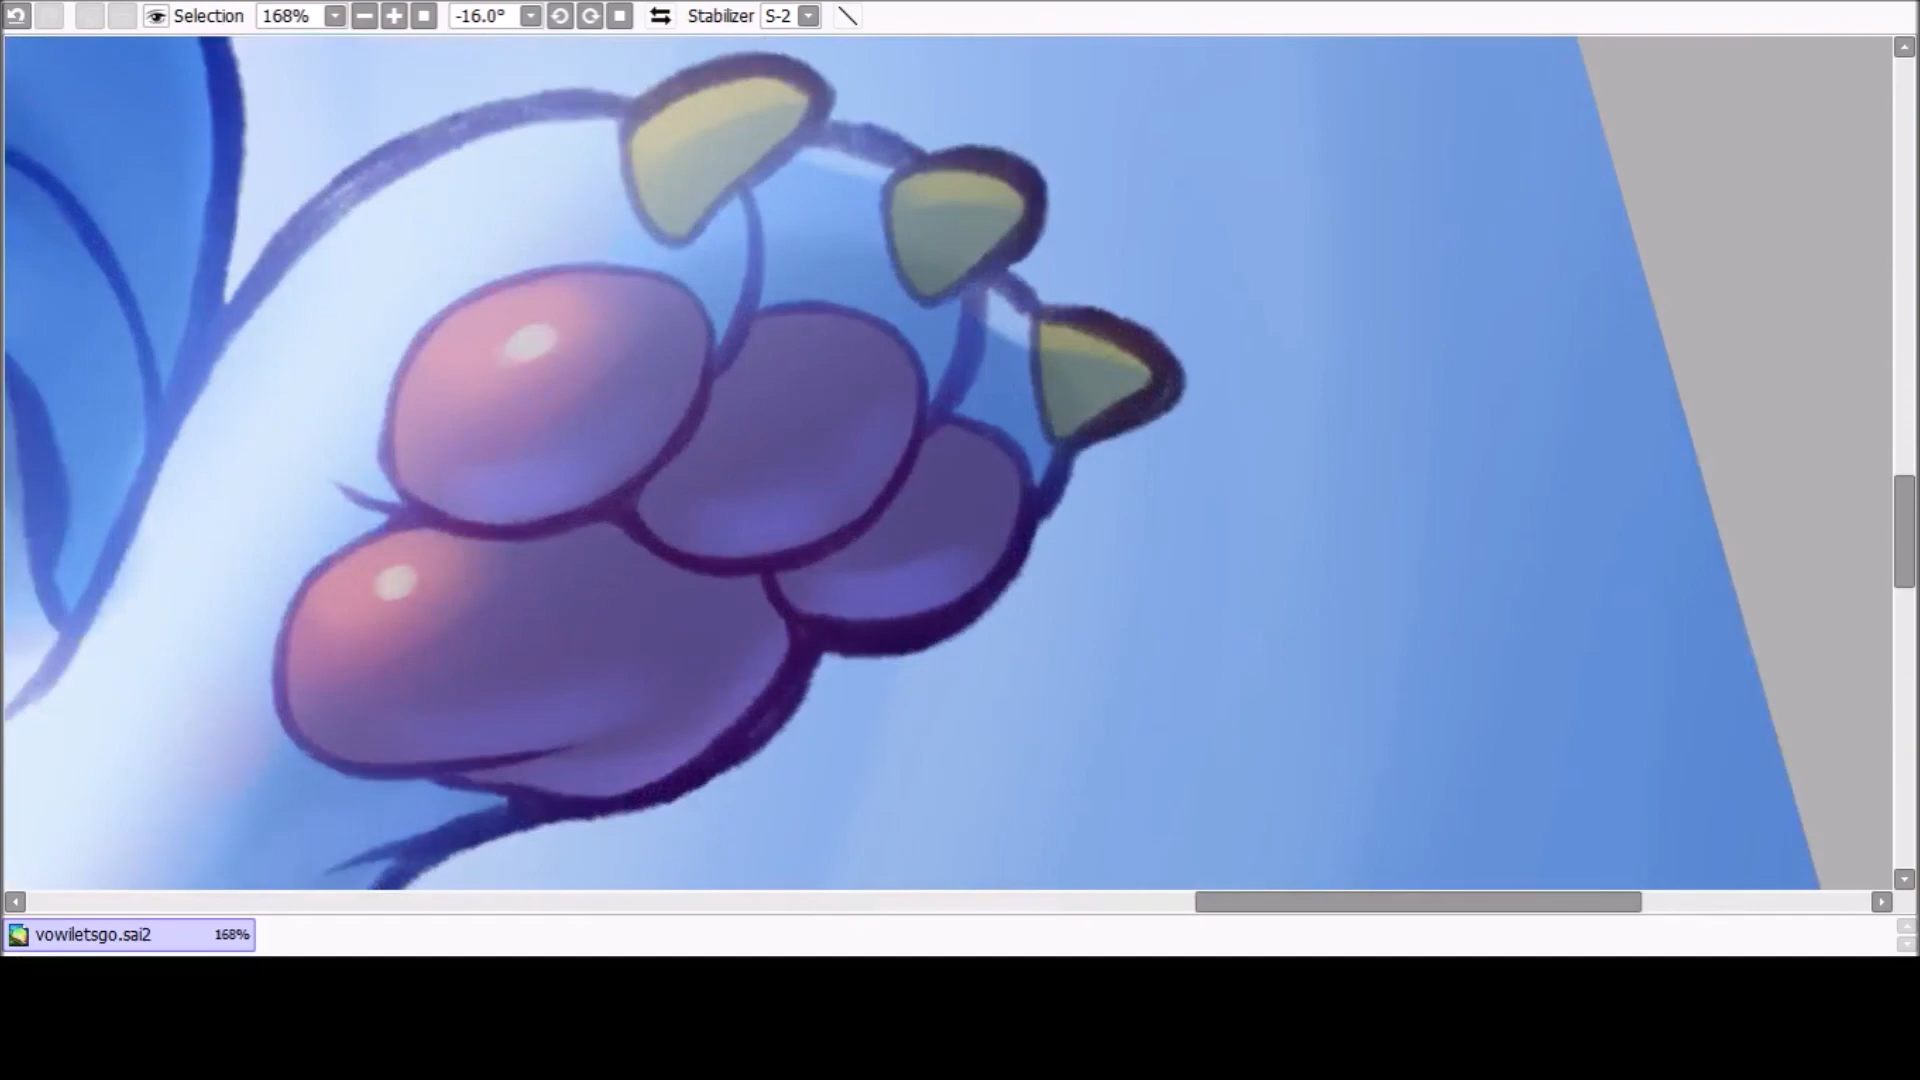 Selection 168% -16.0° Stabilizer S-2
vowiletsgo.sai2 168%